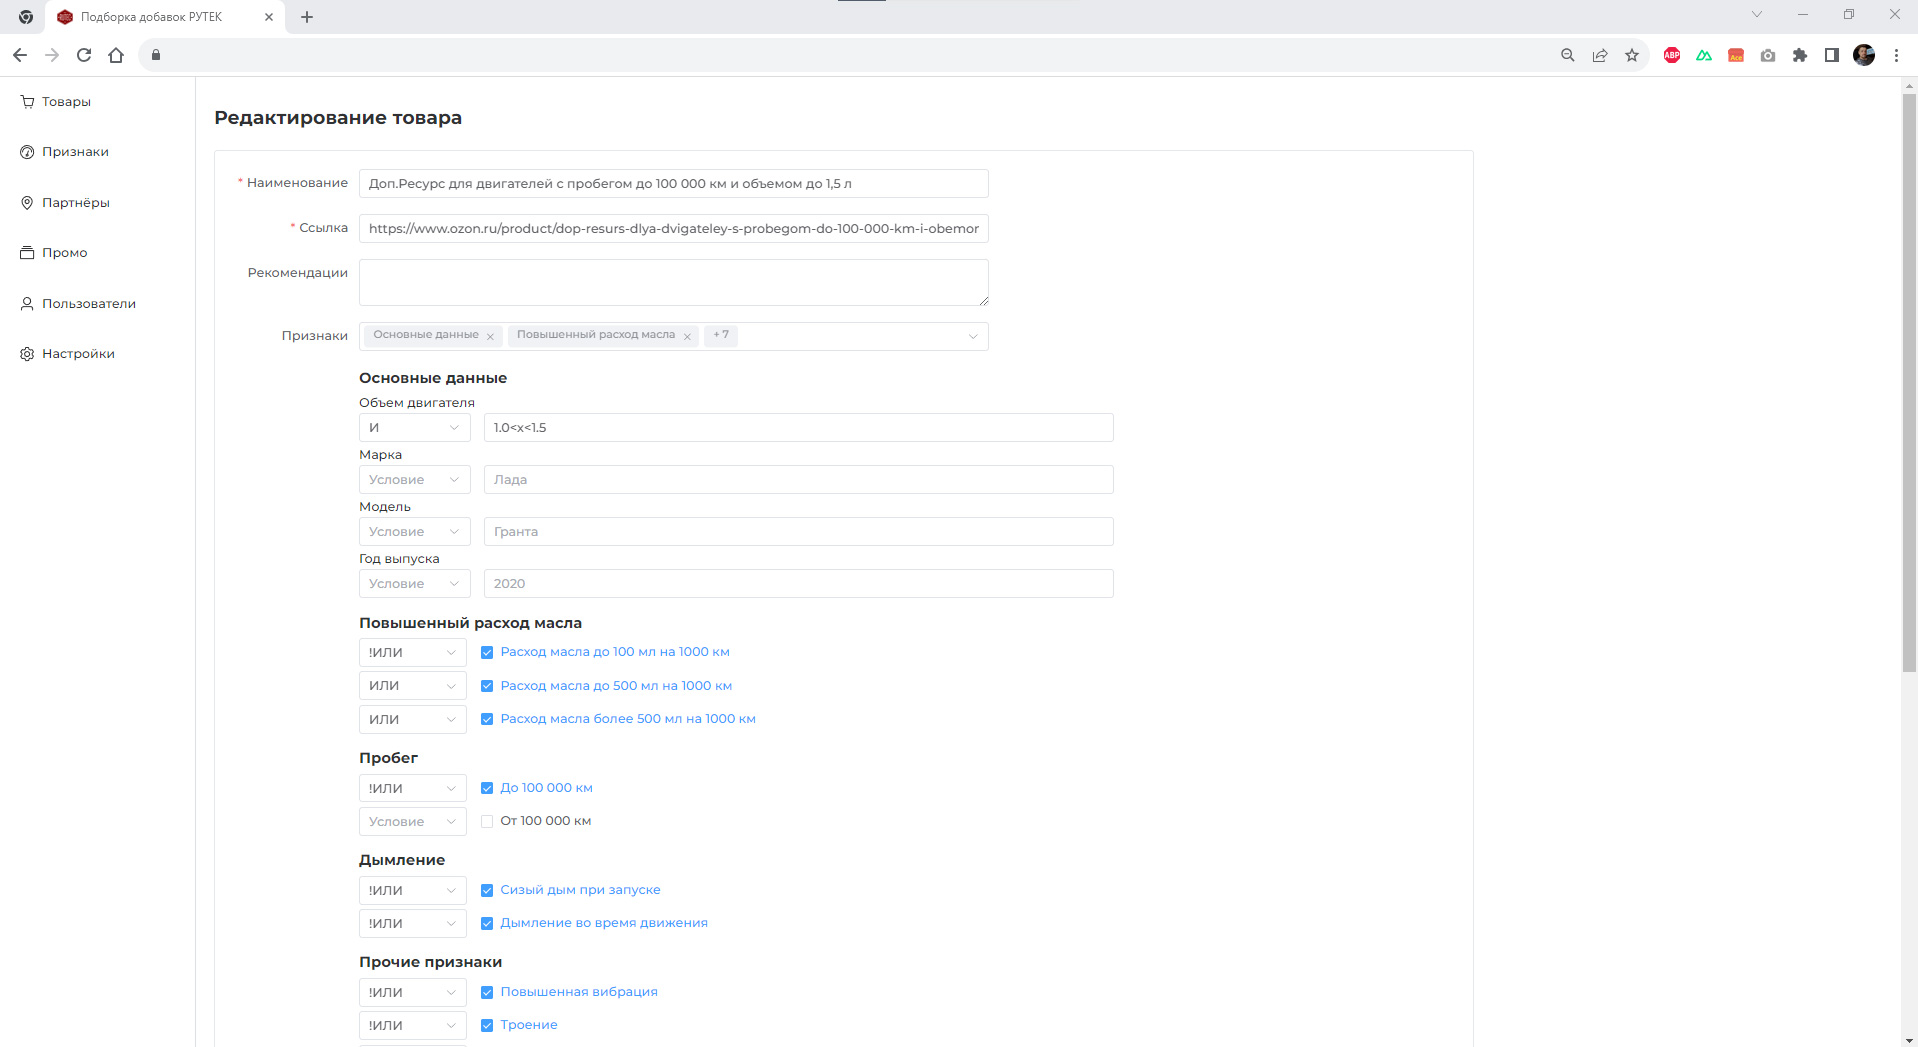 Подборка добавок РУТЕК
ABP
Ace
Товары
Признаки
Партнёры
Промо
Пользователи
Настройки
Редактирование товара
* Наименование
Доп.Ресурс для двигателей с пробегом до 100 000 км и объемом до 1,5 л
* Ссылка
https://www.ozon.ru/product/dop-resurs-dlya-dvigateley-s-probegom-do-100-000-km-i-obemor
Рекомендации
Признаки
Основные данные
Повышенный расход масла
+ 7
Основные данные
Объем двигателя
И 1.0<x<1.5
Марка
Условие Лада
Модель
Условие Гранта
Год выпуска
Условие 2020
Повышенный расход масла
!ИЛИ Расход масла до 100 мл на 1000 км
ИЛИ Расход масла до 500 мл на 1000 км
ИЛИ Расход масла более 500 мл на 1000 км
Пробег
!ИЛИ До 100 000 км
Условие От 100 000 км
Дымление
!ИЛИ Сизый дым при запуске
!ИЛИ Дымление во время движения
Прочие признаки
!ИЛИ Повышенная вибрация
!ИЛИ Троение